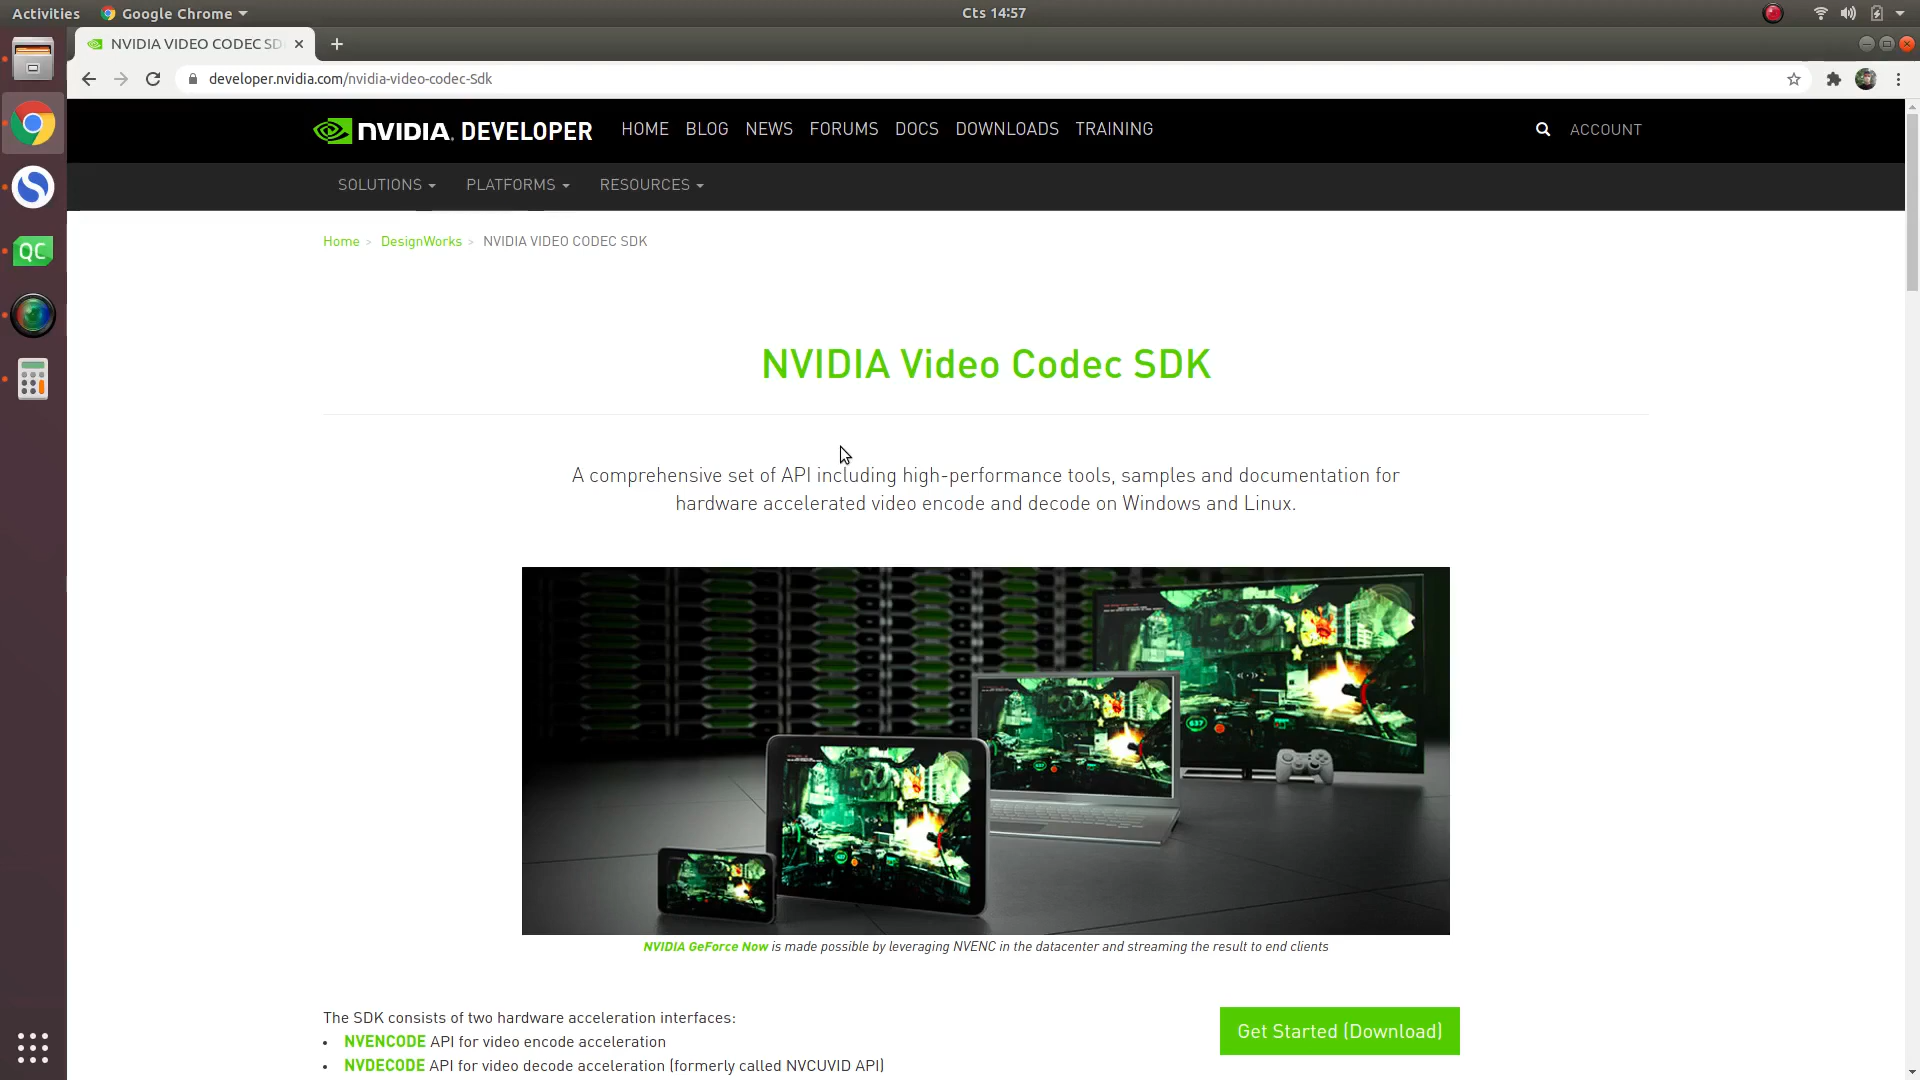 Activities Google Chrome Cts 14:57
NVIDIA VIDEO CODEC SD
developer.nvidia.com/nvidia-video-codec-Sdk
NVIDIA. DEVELOPER HOME BLOG NEWS FORUMS DOCS DOWNLOADS TRAINING ACCOUNT
SOLUTIONS PLATFORMS RESOURCES
Home > DesignWorks > NVIDIA VIDEO CODEC SDK
QC
NVIDIA Video Codec SDK
A comprehensive set of API including high-performance tools, samples and documentation for
hardware accelerated video encode and decode on Windows and Linux.
637
NVIDIA GeForce Now is made possible by leveraging NVENC in the datacenter and streaming the result to end clients
The SDK consists of two hardware acceleration interfaces:
Get Started (Download)
• NVENCODE API for video encode acceleration
• NVDECODE API for video decode acceleration (formerly called NVCUVID API)